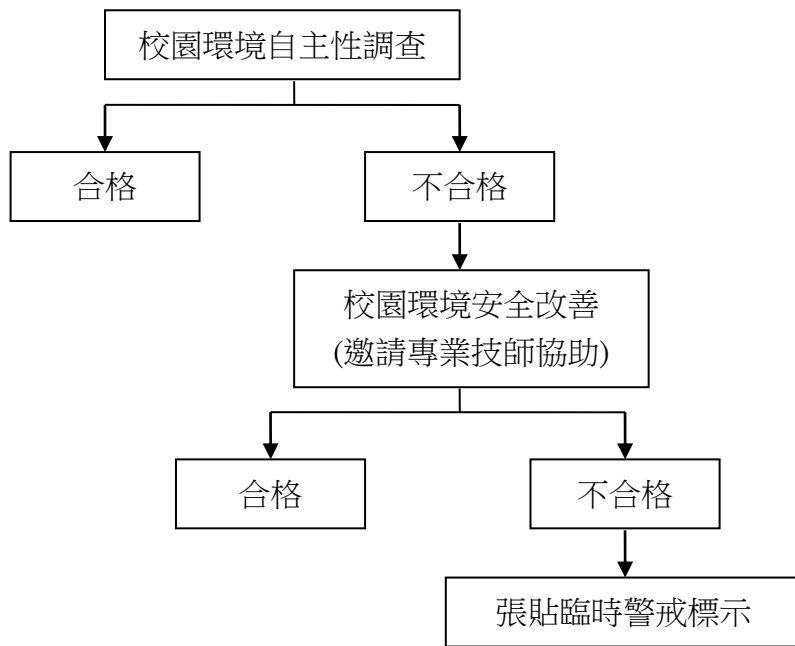 校園環境自主性調查
合格
不合格
校園環境安全改善
(邀請專業技師協助)
合格
不合格
張貼臨時警戒標示